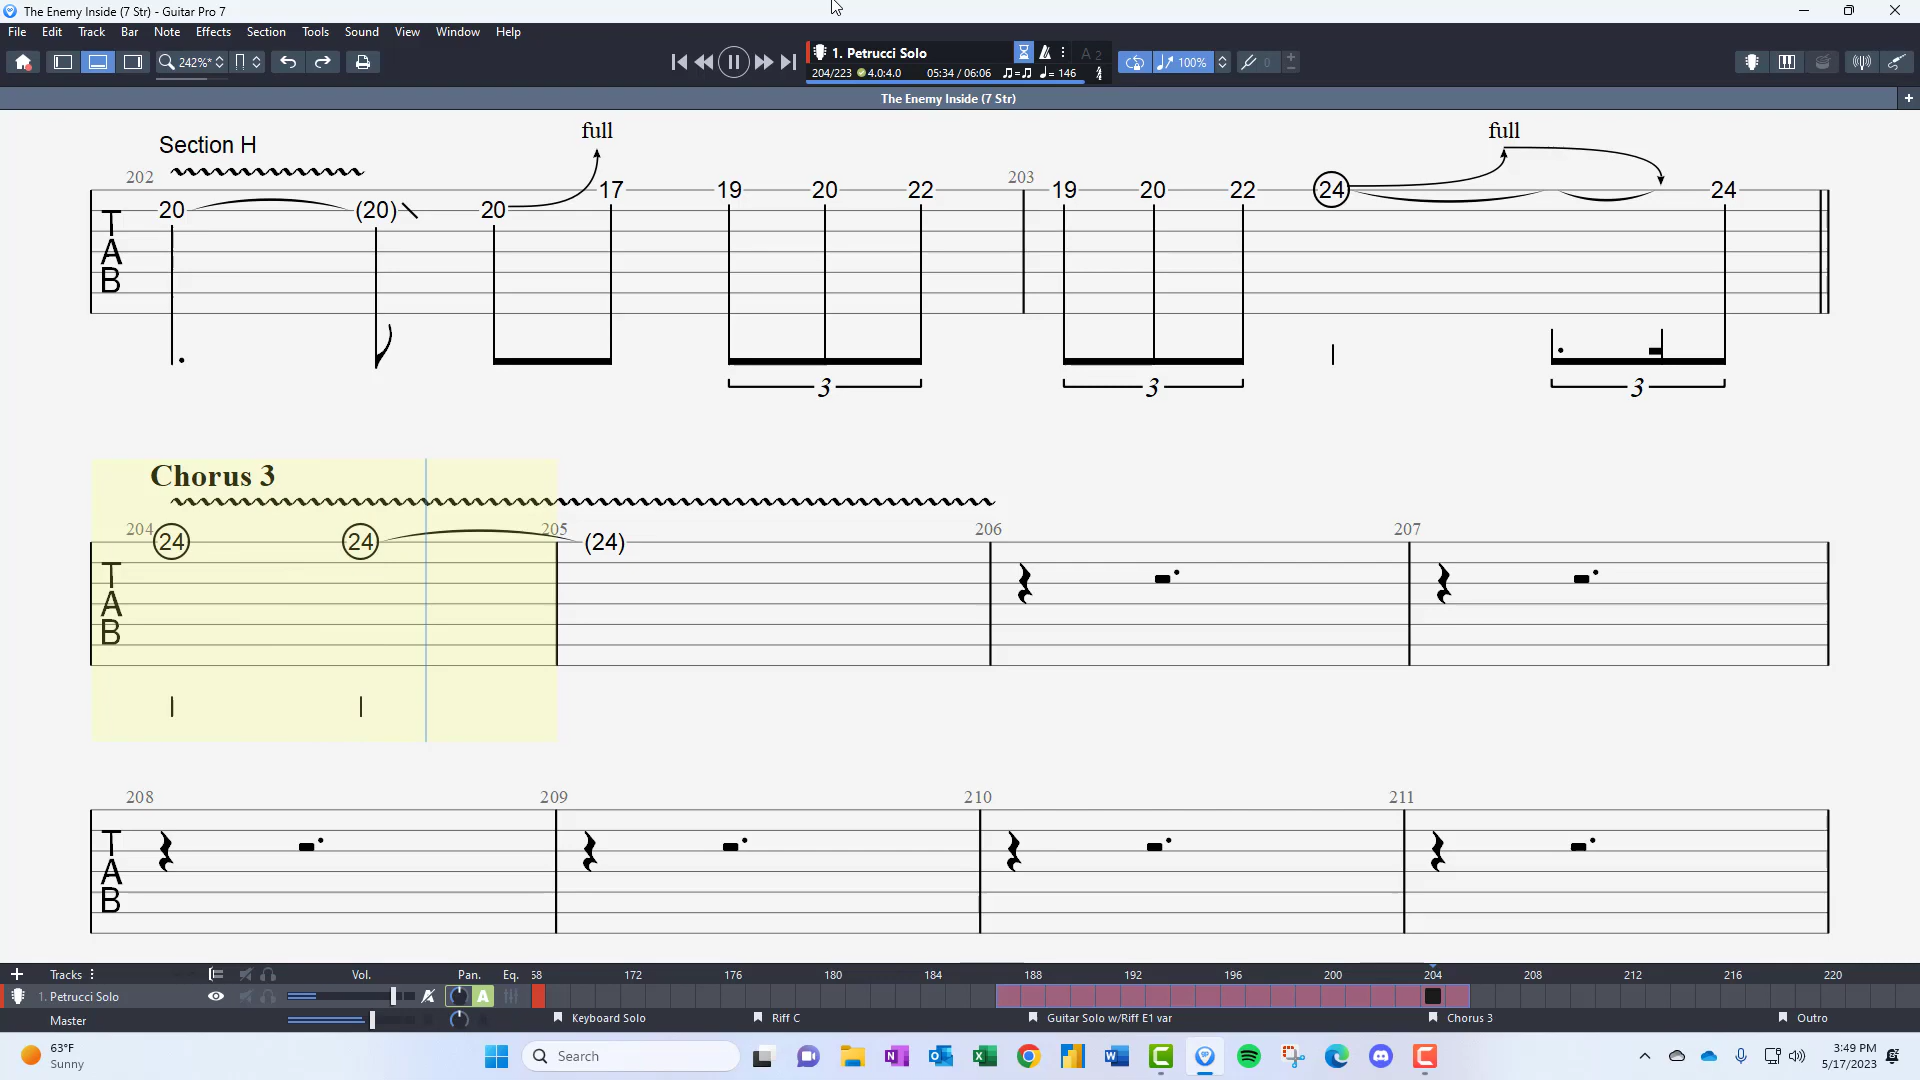 The Enemy Inside (7 Str) - Guitar Pro 7
File Edit Track Bar Note Effects Section Tools Sound View Window Help
242%* 1. Petrucci Solo A 2 100% 0
204/223 4.0:4.0 05:34 / 06:06 = 146
The Enemy Inside (7 Str)
Section H full full
202 20 (20) 20 17 19 20 22 203 19 20 22 24 24
T
A
B
3 3 3
Chorus 3
204 24 24 205 (24) 206 207
T
A
B
208 209 210 211
T
A
B
Tracks Vol. Pan. Eq. 58 172 176 180 184 188 192 196 200 204 208 212 216 220
1. Petrucci Solo A
Master Keyboard Solo Riff C Guitar Solo w/Riff E1 var Chorus 3 Outro
63°F
Sunny
Search
3:49 PM
5/17/2023